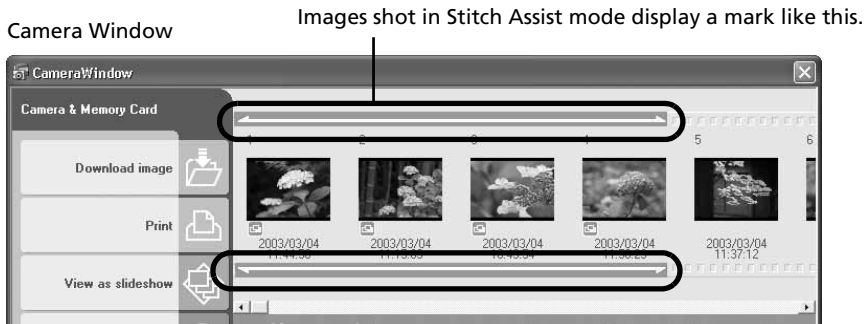 Images shot in Stitch Assist mode display a mark like this.
Camera Window
CameraWindow
Camera & Memory Card
1 2 3 4 5 6
Download image
Print
2003/03/04 2003/03/04 2003/03/04 2003/03/04 2003/03/04
11:37:12
View as slideshow